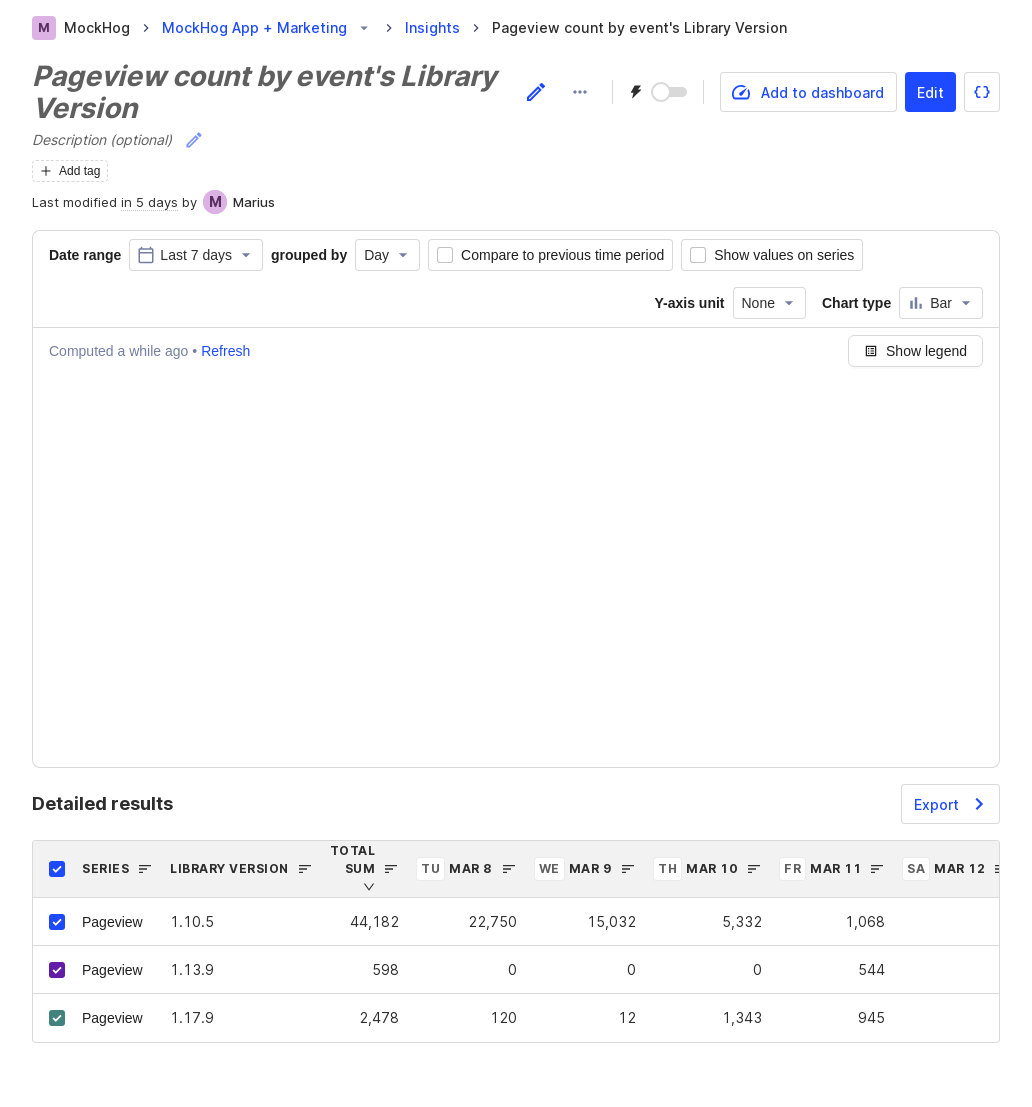 M MockHog MockHog App + Marketing Insights Pageview count by event's Library Version
Pageview count by event's Library
Version
Add to dashboard Edit
Description (optional)
Add tag
Last modified in 5 days by M Marius
Date range Last 7 days grouped by Day Compare to previous time period Show values on series
Y-axis unit None Chart type Bar
Computed a while ago • Refresh Show legend
Detailed results Export
SERIES LIBRARY VERSION TOTAL SUM TU MAR 8 WE MAR 9 TH MAR 10 FR MAR 11 SA MAR 12
Pageview 1.10.5 44,182 22,750 15,032 5,332 1,068
Pageview 1.13.9 598 0 0 0 544
Pageview 1.17.9 2,478 120 12 1,343 945